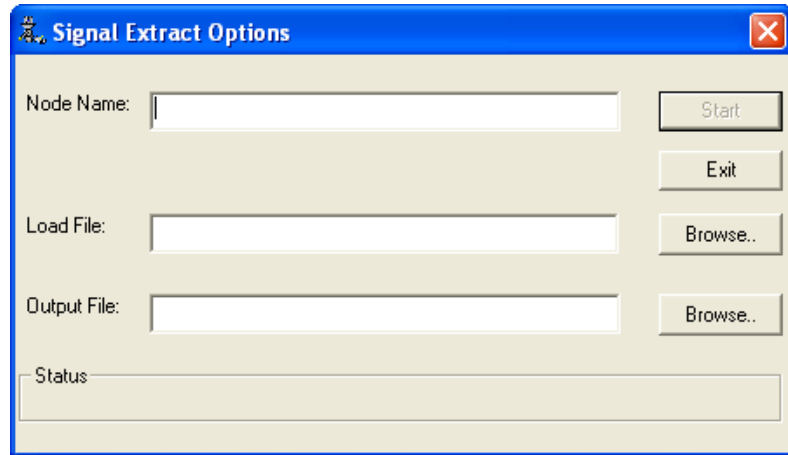 Signal Extract Options
Node Name:
Start
Exit
Load File:
Browse..
Output File:
Browse..
Status